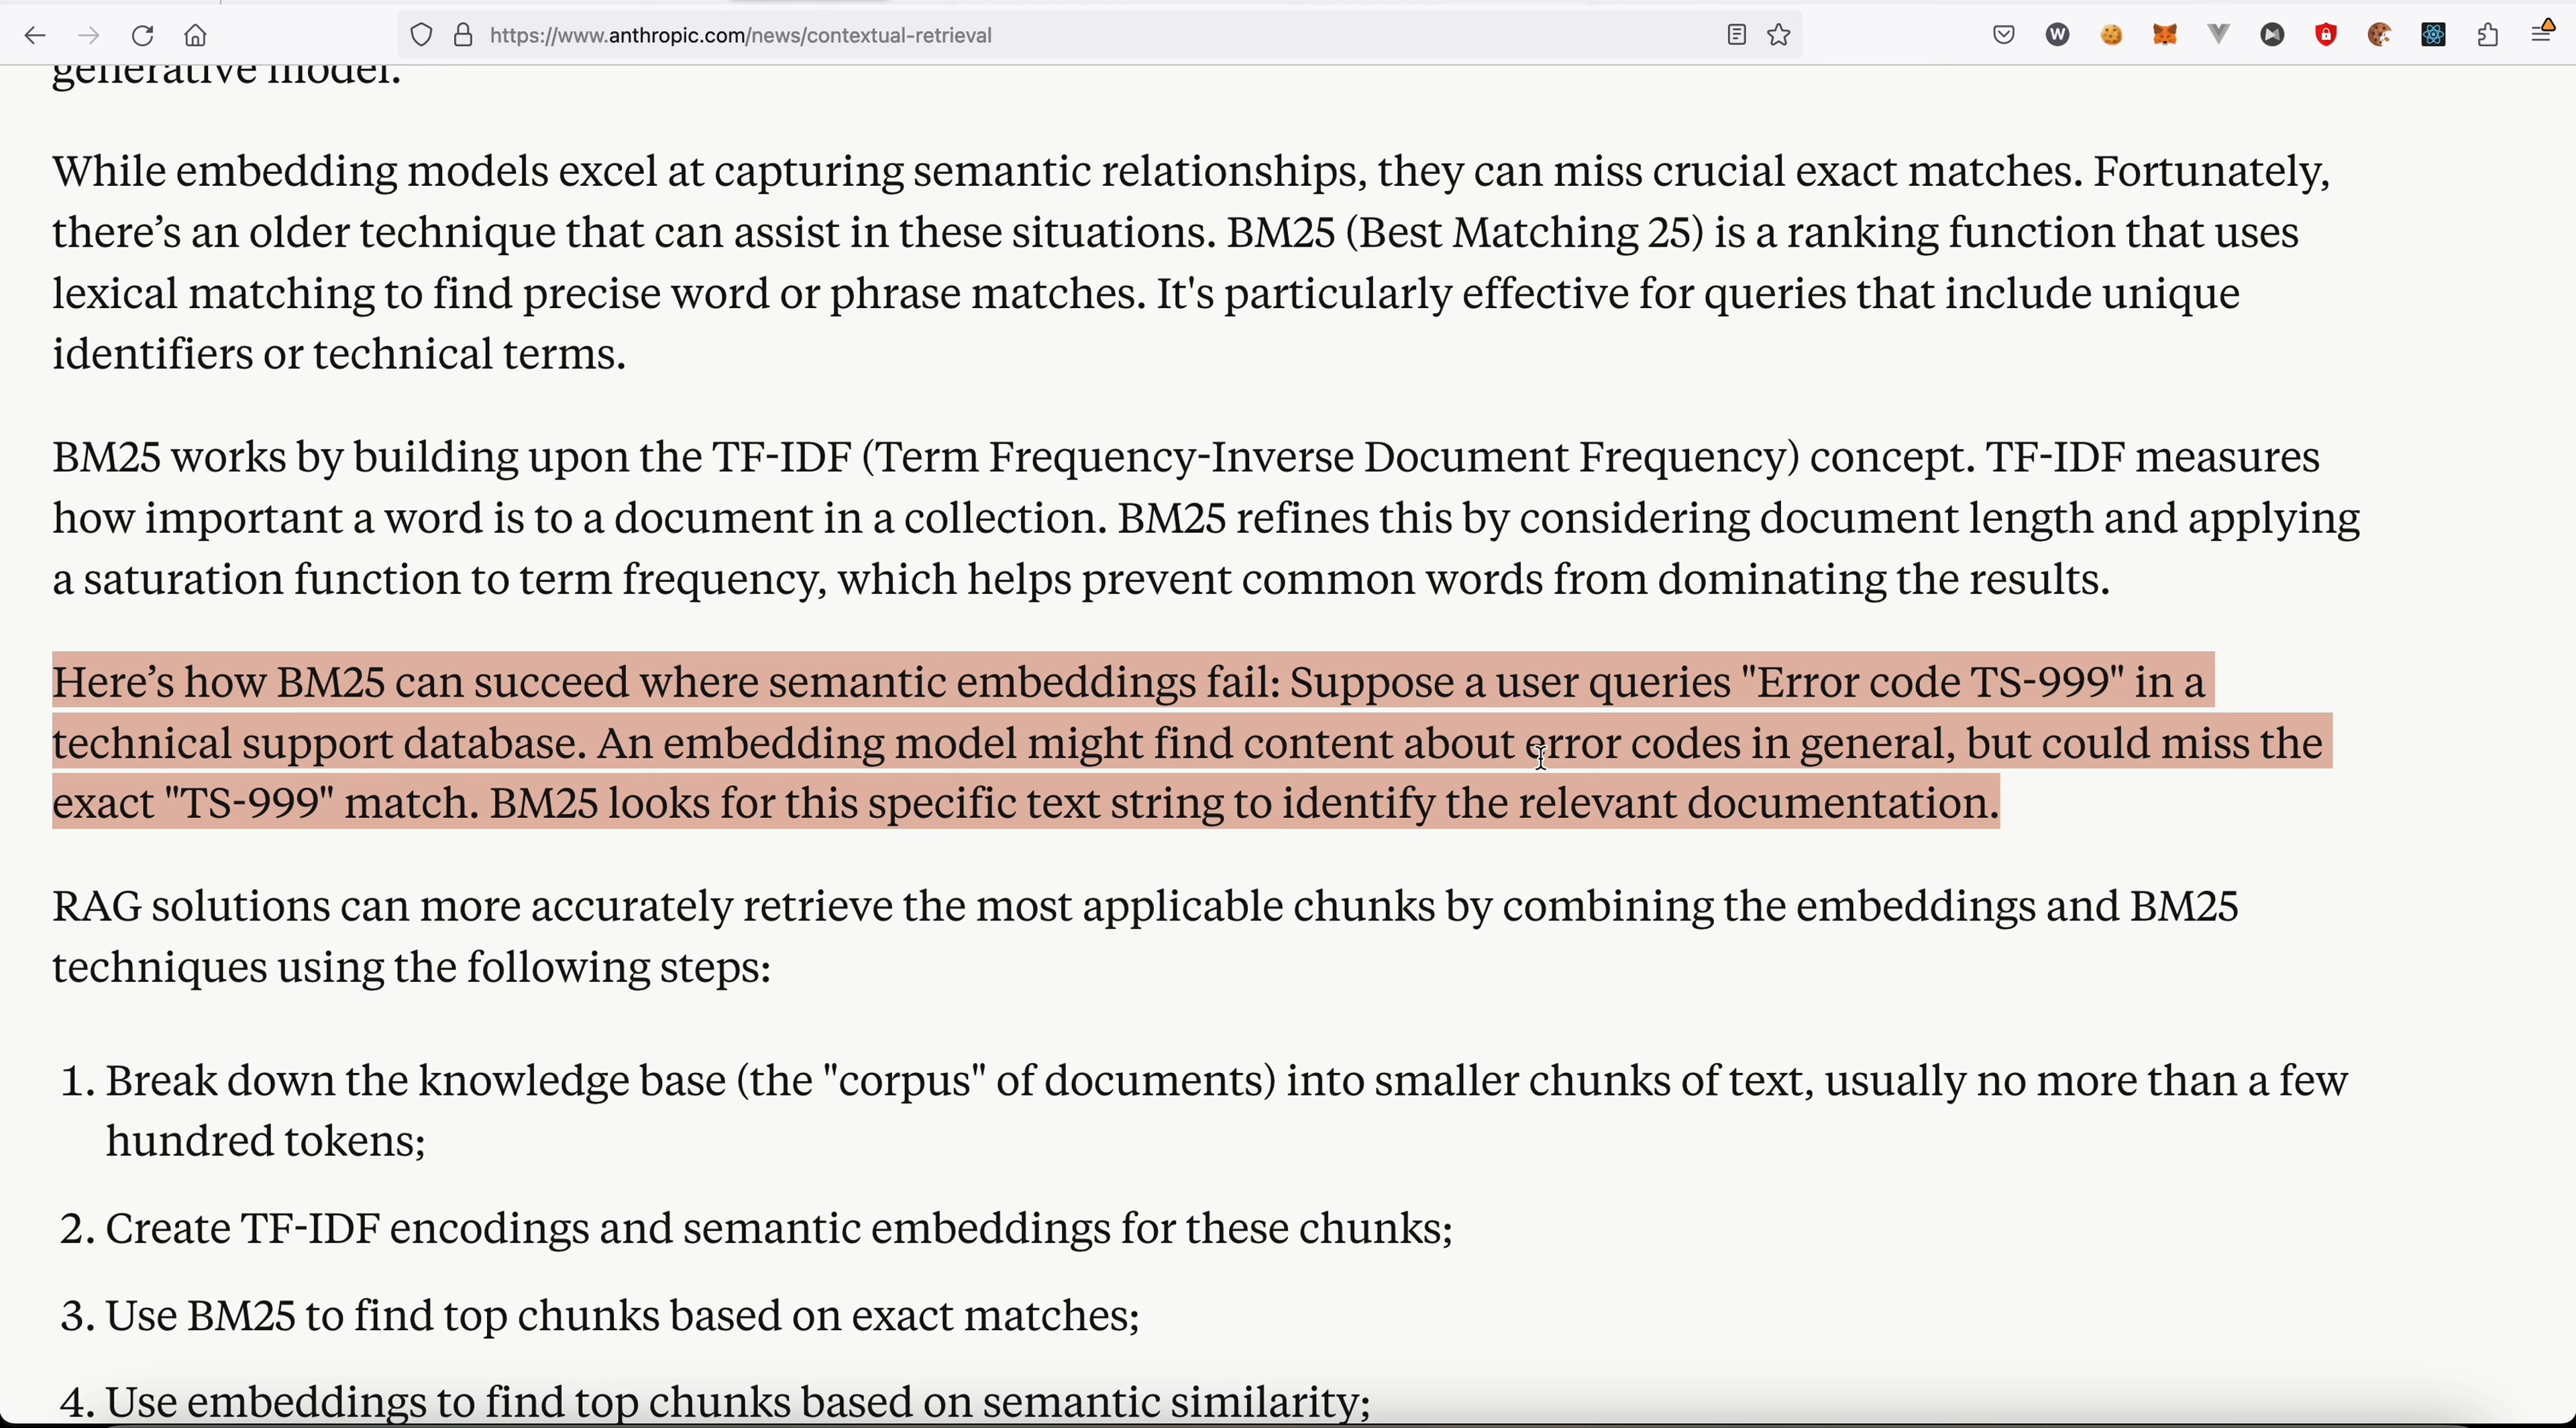 https://www.anthropic.com/news/contextual-retrieval
W
generative model.
While embedding models excel at capturing semantic relationships, they can miss crucial exact matches. Fortunately,
there’s an older technique that can assist in these situations. BM25 (Best Matching 25) is a ranking function that uses
lexical matching to find precise word or phrase matches. It's particularly effective for queries that include unique
identifiers or technical terms.
BM25 works by building upon the TF-IDF (Term Frequency-Inverse Document Frequency) concept. TF-IDF measures
how important a word is to a document in a collection. BM25 refines this by considering document length and applying
a saturation function to term frequency, which helps prevent common words from dominating the results.
Here’s how BM25 can succeed where semantic embeddings fail: Suppose a user queries "Error code TS-999" in a
technical support database. An embedding model might find content about error codes in general, but could miss the
exact "TS-999" match. BM25 looks for this specific text string to identify the relevant documentation.
RAG solutions can more accurately retrieve the most applicable chunks by combining the embeddings and BM25
techniques using the following steps:
1. Break down the knowledge base (the "corpus" of documents) into smaller chunks of text, usually no more than a few
hundred tokens;
2. Create TF-IDF encodings and semantic embeddings for these chunks;
3. Use BM25 to find top chunks based on exact matches;
4. Use embeddings to find top chunks based on semantic similarity;